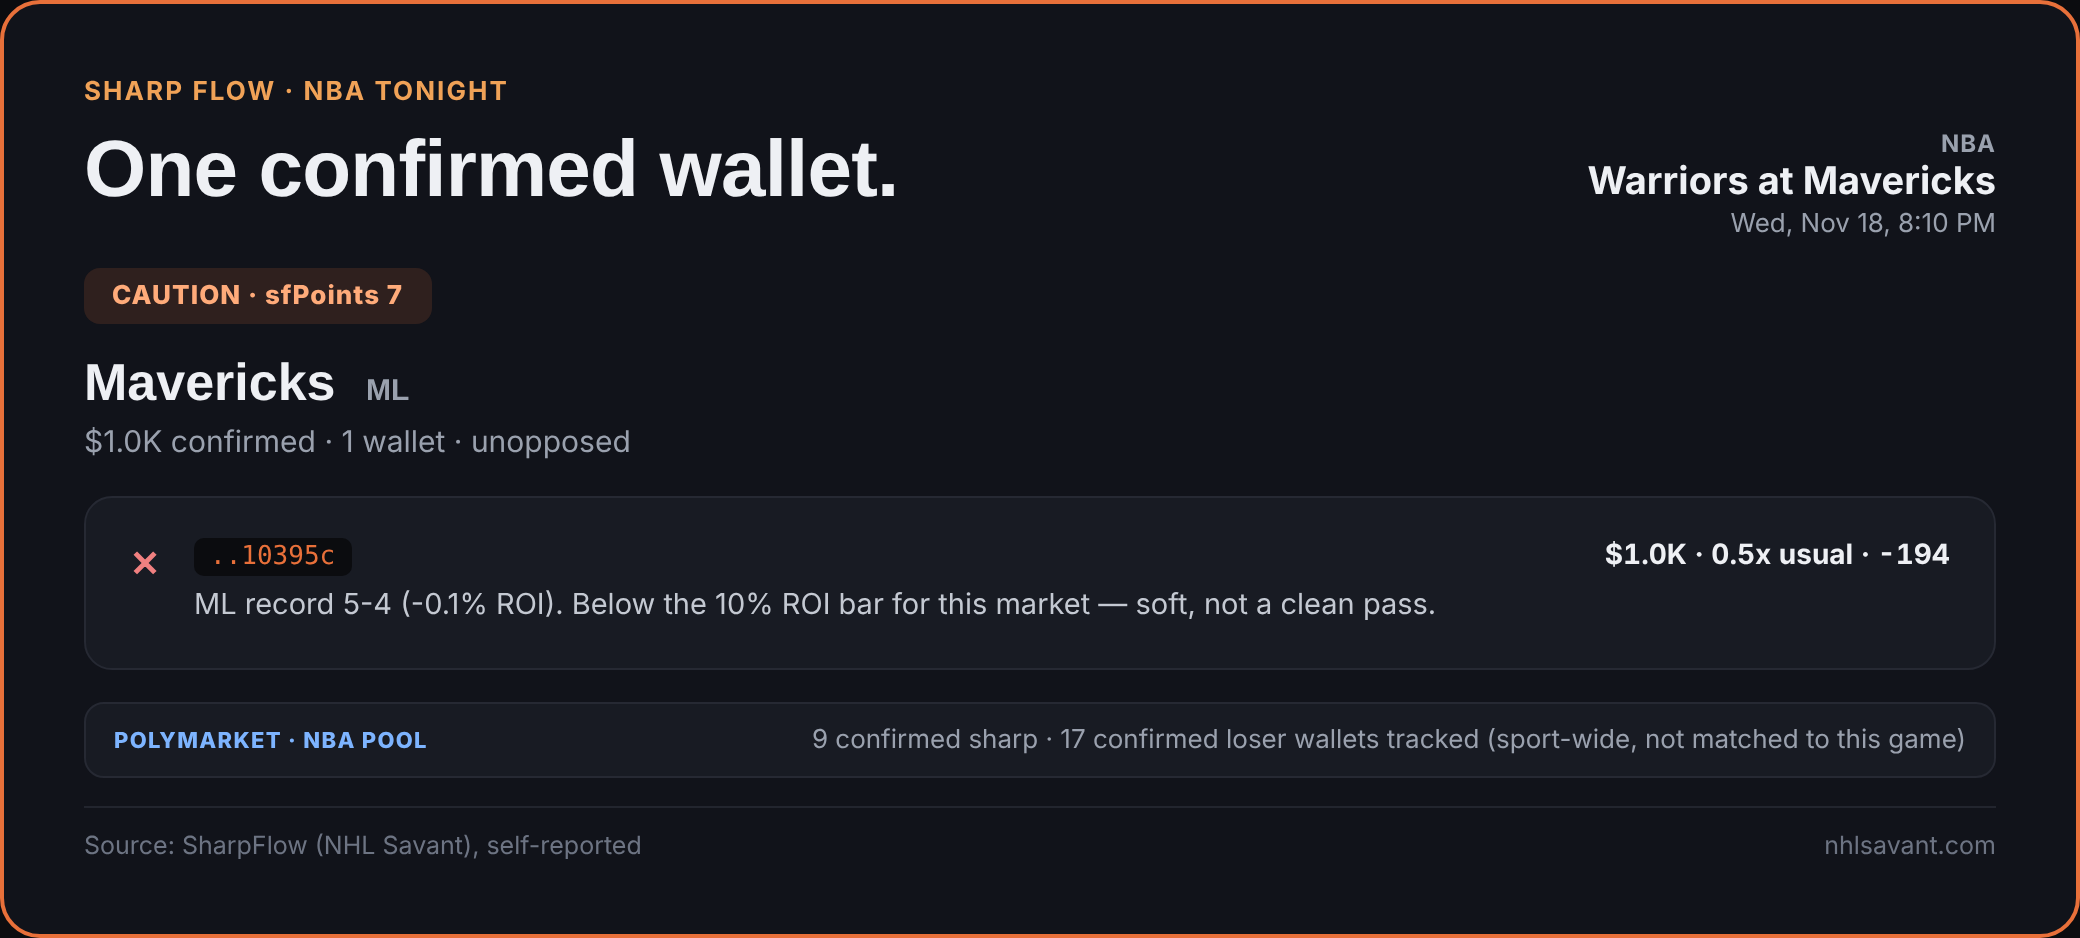 SHARP FLOW · NBA TONIGHT
One confirmed wallet.
NBA
Warriors at Mavericks
Wed, Nov 18, 8:10 PM
CAUTION · sfPoints 7
Mavericks ML
$1.0K confirmed · 1 wallet · unopposed
✕ ..10395c
$1.0K · 0.5x usual · -194
ML record 5-4 (-0.1% ROI). Below the 10% ROI bar for this market — soft, not a clean pass.
POLYMARKET · NBA POOL
9 confirmed sharp · 17 confirmed loser wallets tracked (sport-wide, not matched to this game)
Source: SharpFlow (NHL Savant), self-reported
nhlsavant.com